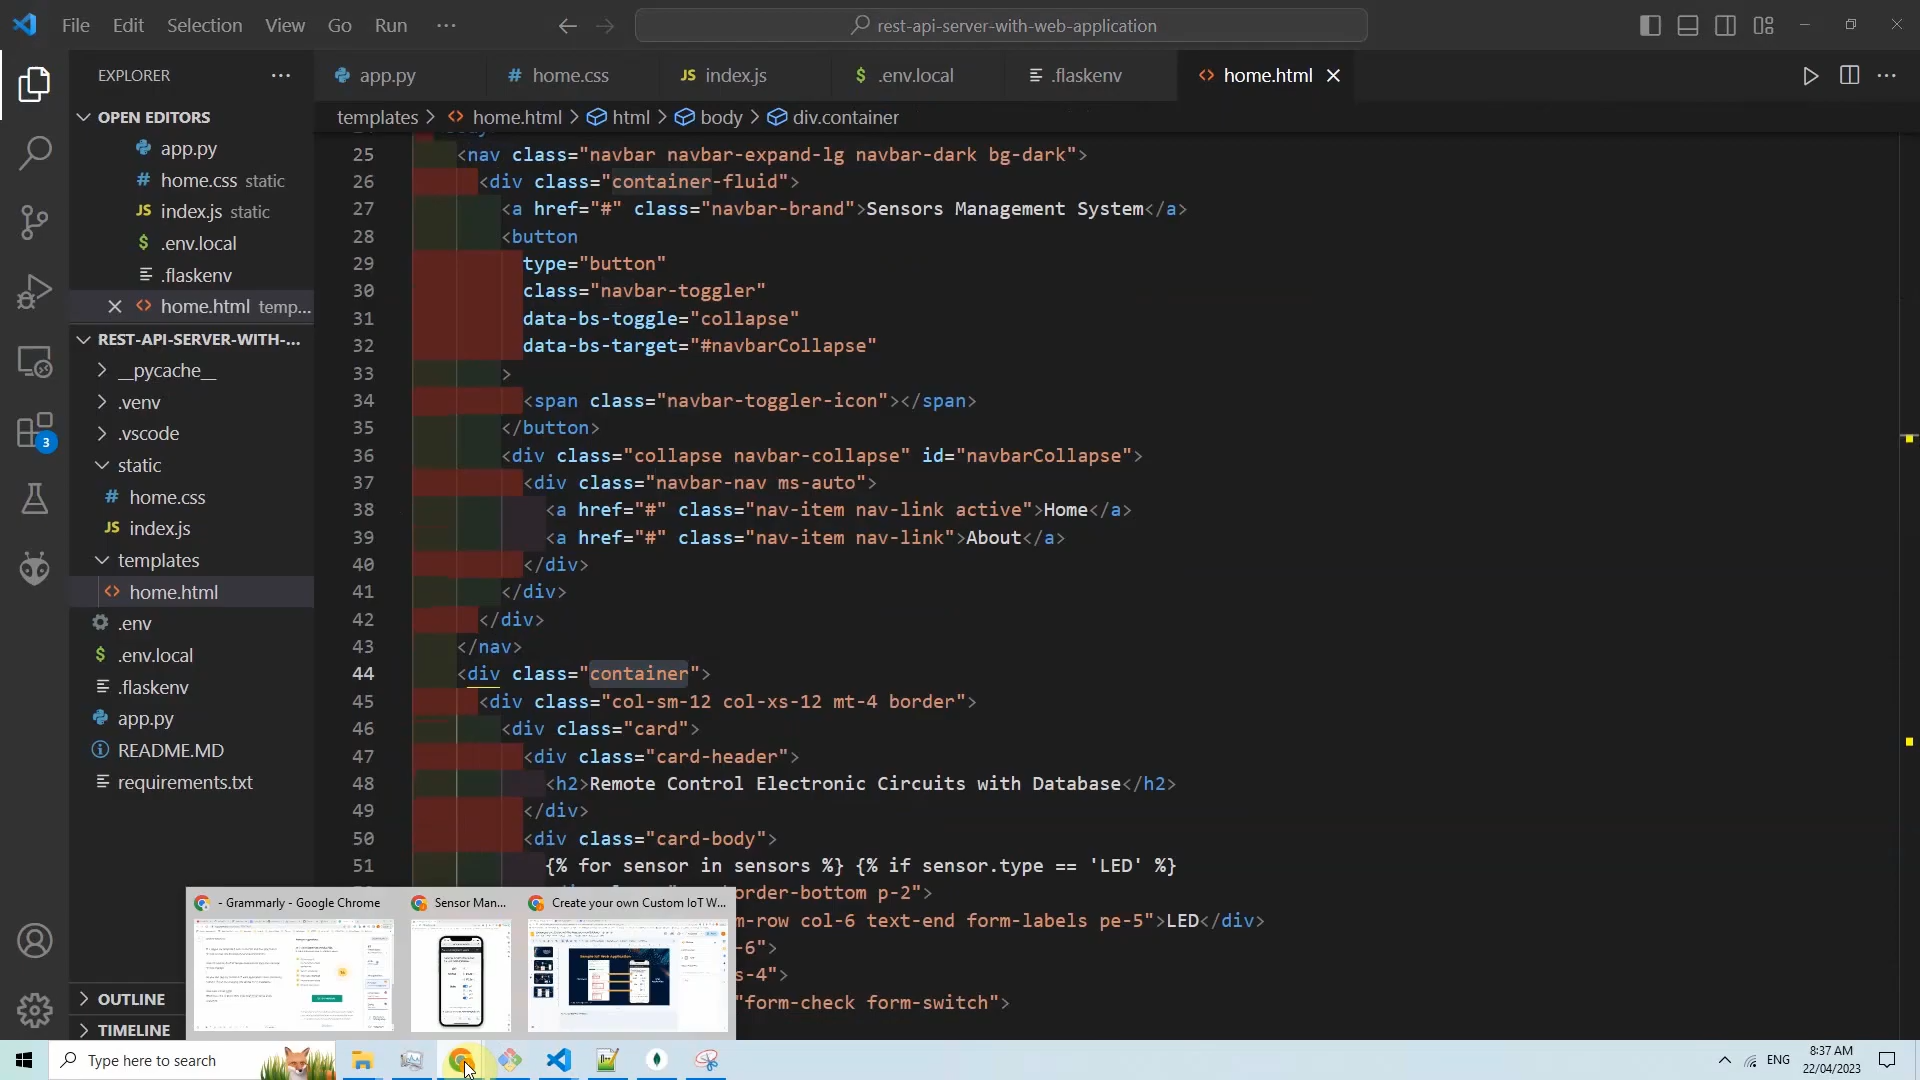 File Edit Selection View Go Run ···
rest-api-server-with-web-application
EXPLORER ···
OPEN EDITORS
app.py
home.css static
index.js static
.env.local
.flaskenv
home.html temp...
REST-API-SERVER-WITH-...
__pycache__
.venv
.vscode
static
home.css
index.js
templates
home.html
.env
.env.local
.flaskenv
app.py
README.MD
requirements.txt
OUTLINE
TIMELINE
3
app.py home.css index.js .env.local .flaskenv home.html
templates > home.html > html > body > div.container
25 <nav class="navbar navbar-expand-lg navbar-dark bg-dark">
26 <div class="container-fluid">
27 <a href="#" class="navbar-brand">Sensors Management System</a>
28 <button
29 type="button"
30 class="navbar-toggler"
31 data-bs-toggle="collapse"
32 data-bs-target="#navbarCollapse"
33 >
34 <span class="navbar-toggler-icon"></span>
35 </button>
36 <div class="collapse navbar-collapse" id="navbarCollapse">
37 <div class="navbar-nav ms-auto">
38 <a href="#" class="nav-item nav-link active">Home</a>
39 <a href="#" class="nav-item nav-link">About</a>
40 </div>
41 </div>
42 </div>
43 </nav>
44 <div class="container">
45 <div class="col-sm-12 col-xs-12 mt-4 border">
46 <div class="card">
47 <div class="card-header">
48 <h2>Remote Control Electronic Circuits with Database</h2>
49 </div>
50 <div class="card-body">
51 {% for sensor in sensors %} {% if sensor.type == 'LED' %}
border-bottom p-2">
-row col-6 text-end form-labels pe-5">LED</div>
-6">
s-4">
"form-check form-switch">
- Grammarly - Google Chrome
Sensor Man...
Create your own Custom IoT W...
Type here to search
ENG
8:37 AM
22/04/2023